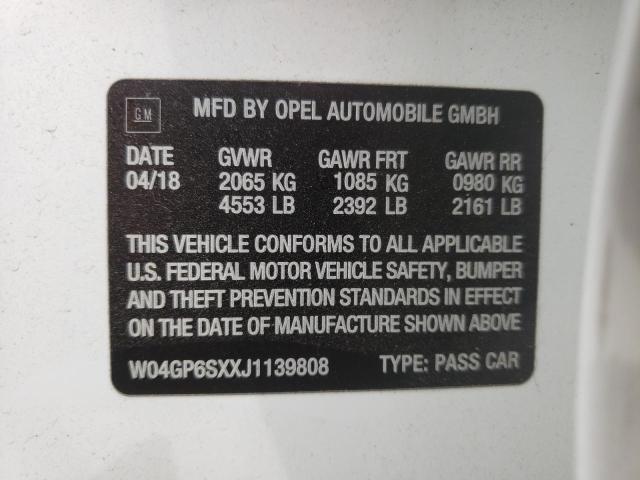 GM MFD BY OPEL AUTOMOBILE GMBH
DATE GVWR GAWR FRT GAWR RR
04/18 2065 KG 1085 KG 0980 KG
4553 LB 2392 LB 2161 LB
THIS VEHICLE CONFORMS TO ALL APPLICABLE
U.S. FEDERAL MOTOR VEHICLE SAFETY, BUMPER
AND THEFT PREVENTION STANDARDS IN EFFECT
ON THE DATE OF MANUFACTURE SHOWN ABOVE
W04GP6SXXJ1139808 TYPE: PASS CAR